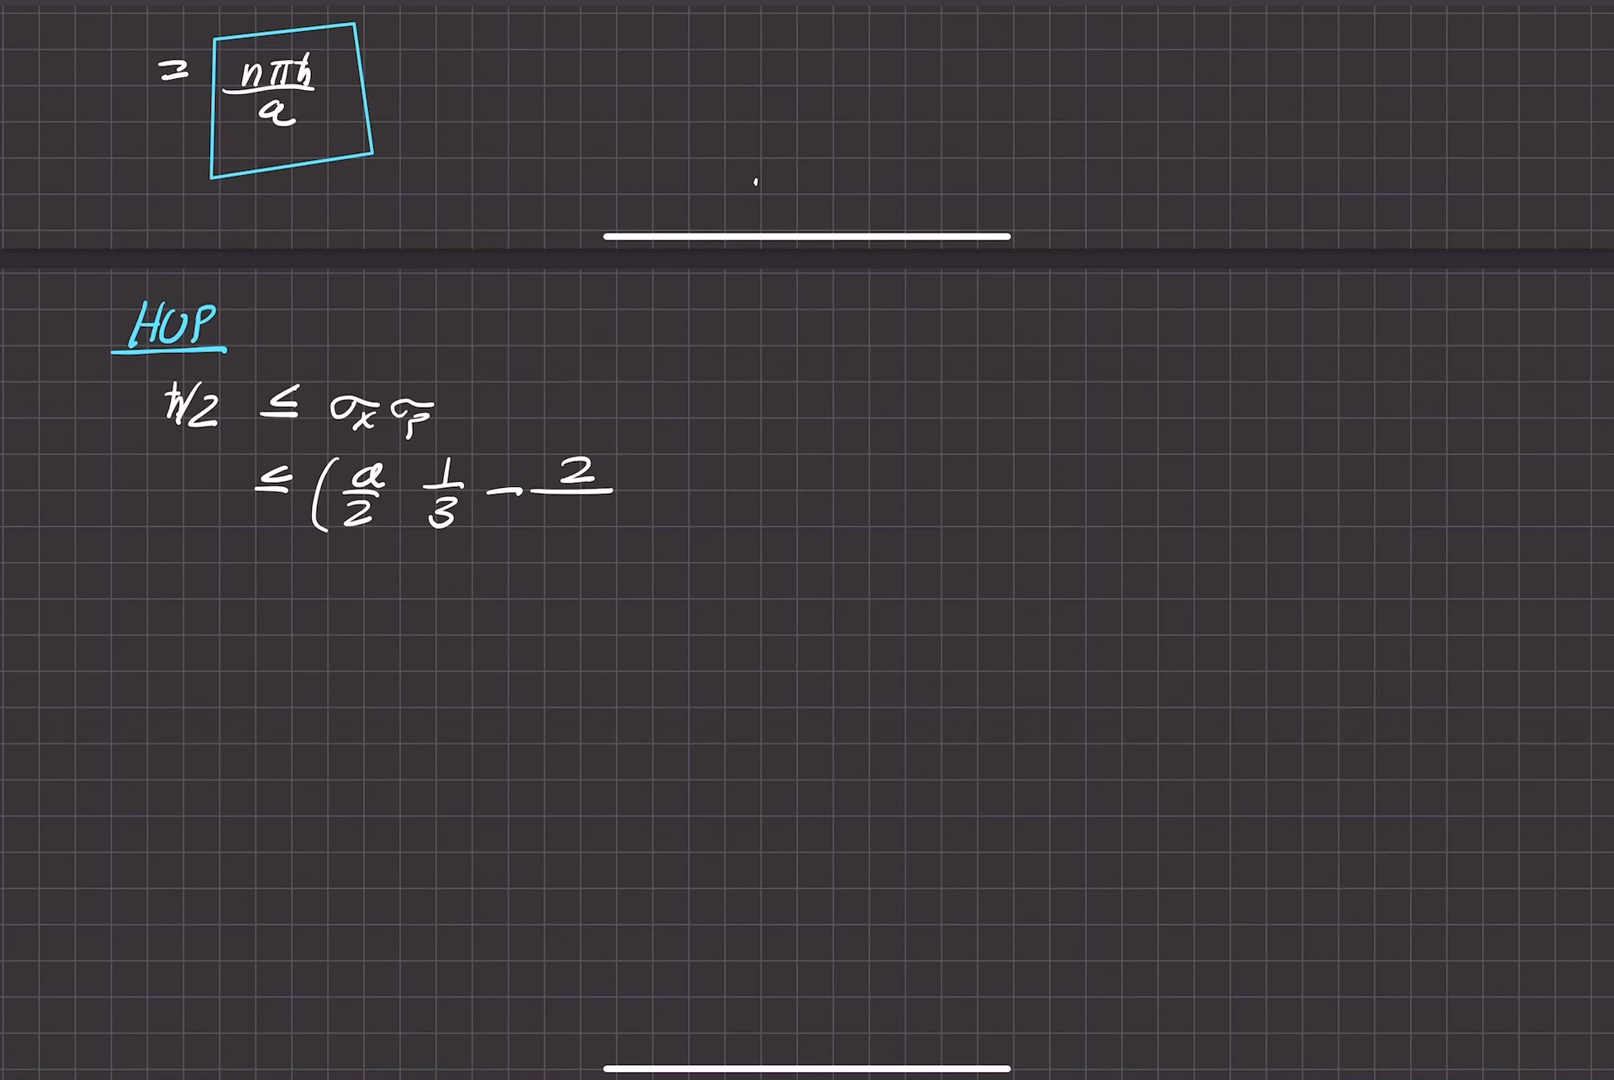 = nπℏ/a
HUP
ℏ/2 ≤ σₓ σₚ
≤ ( a/2 1/3 − 2/